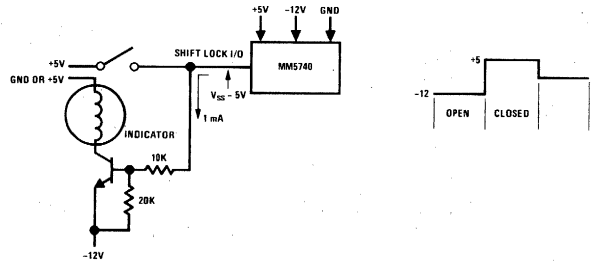 +5V -12V GND
+5V
SHIFT LOCK I/O
MM5740
GND OR +5V
VSS - 5V
1 mA
INDICATOR
10K
20K
-12V
+5
-12
OPEN CLOSED